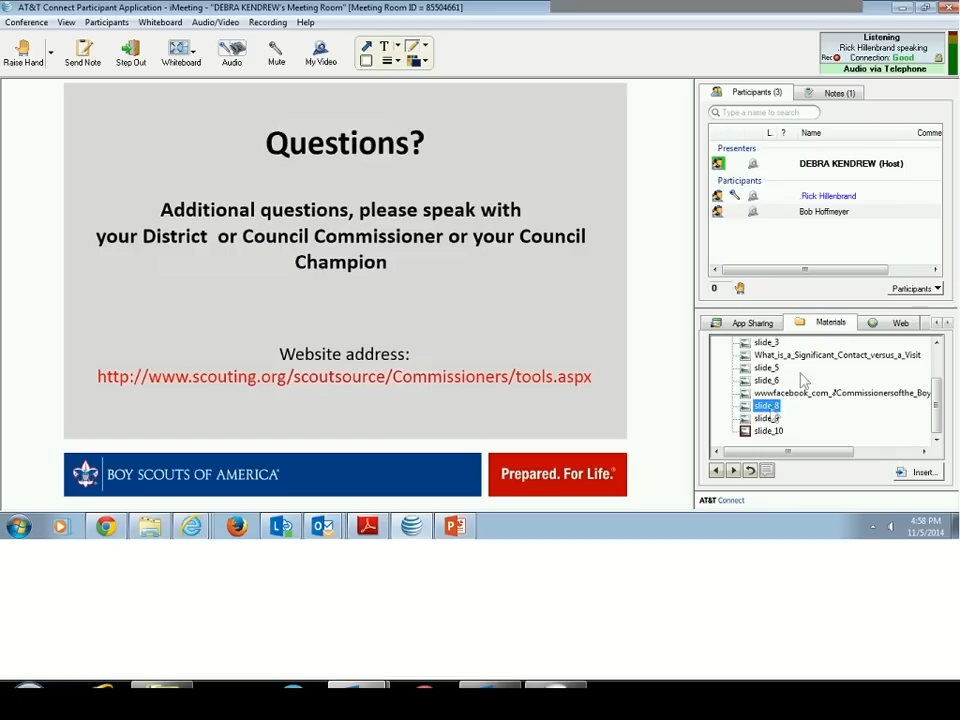 AT&T Connect Participant Application - iMeeting - "DEBRA KENDREW's Meeting Room" [Meeting Room ID = 85504661]
Conference View Participants Whiteboard Audio/Video Recording Help
Raise Hand Send Note Step Out Whiteboard Audio Mute My Video
T
Listening
.Rick Hillenbrand speaking
Rec Connection: Good
Audio via Telephone
Questions?
Additional questions, please speak with
your District or Council Commissioner or your Council
Champion
Website address:
http://www.scouting.org/scoutsource/Commissioners/tools.aspx
BOY SCOUTS OF AMERICA®
Prepared. For Life.®
Participants (3) Notes (1)
Type a name to search
L. ? Name Comme
Presenters
DEBRA KENDREW (Host)
Participants
.Rick Hillenbrand
Bob Hoffmeyer
0 Participants
App Sharing Materials Web
slide_3
What_is_a_Significant_Contact_versus_a_Visit
slide_5
slide_6
slide_8
slide_10
Insert...
AT&T Connect
4:58 PM
11/5/2014